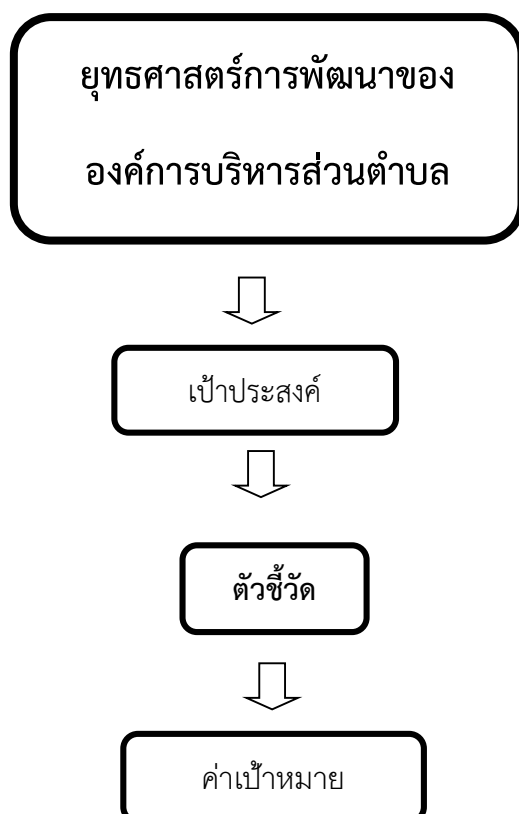 ยุทธศาสตร์การพัฒนาของ
องค์การบริหารส่วนตำบล
เป้าประสงค์
ตัวชี้วัด
ค่าเป้าหมาย